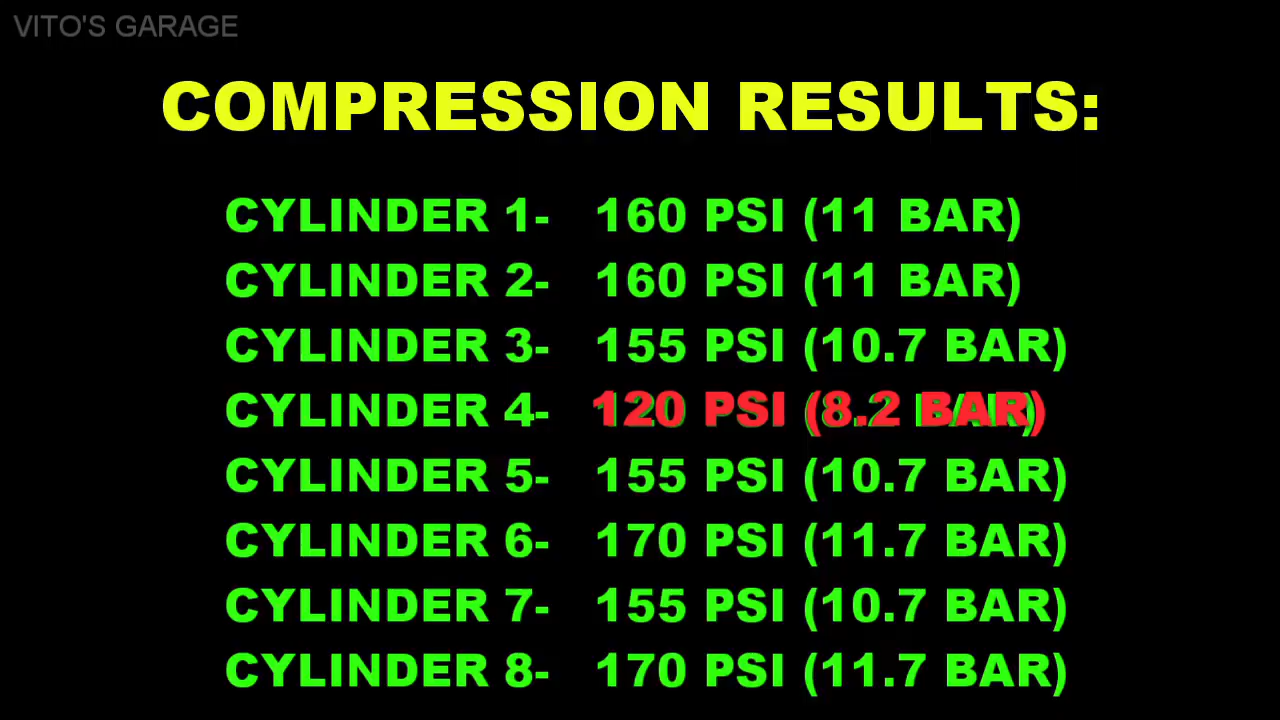 VITO'S GARAGE
COMPRESSION RESULTS:
CYLINDER 1- 160 PSI (11 BAR)
CYLINDER 2- 160 PSI (11 BAR)
CYLINDER 3- 155 PSI (10.7 BAR)
CYLINDER 4- 120 PSI (8.2 BAR)
CYLINDER 5- 155 PSI (10.7 BAR)
CYLINDER 6- 170 PSI (11.7 BAR)
CYLINDER 7- 155 PSI (10.7 BAR)
CYLINDER 8- 170 PSI (11.7 BAR)